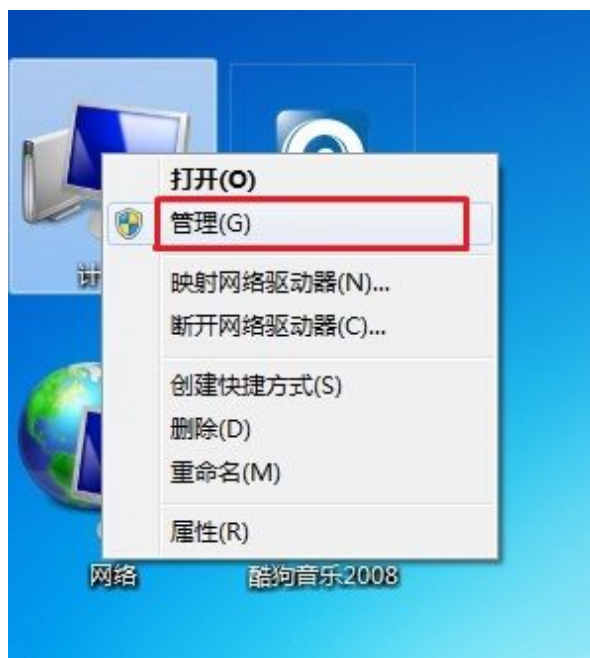 打开(O)
管理(G)
计
映射网络驱动器(N)...
断开网络驱动器(C)...
创建快捷方式(S)
删除(D)
重命名(M)
属性(R)
网络
酷狗音乐2008